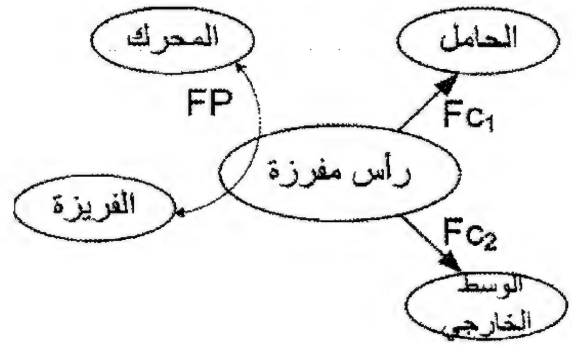 المحرك
الحامل
FP
Fc1
رأس مفرزة
الفريزة
Fc2
الوسط
الخارجي